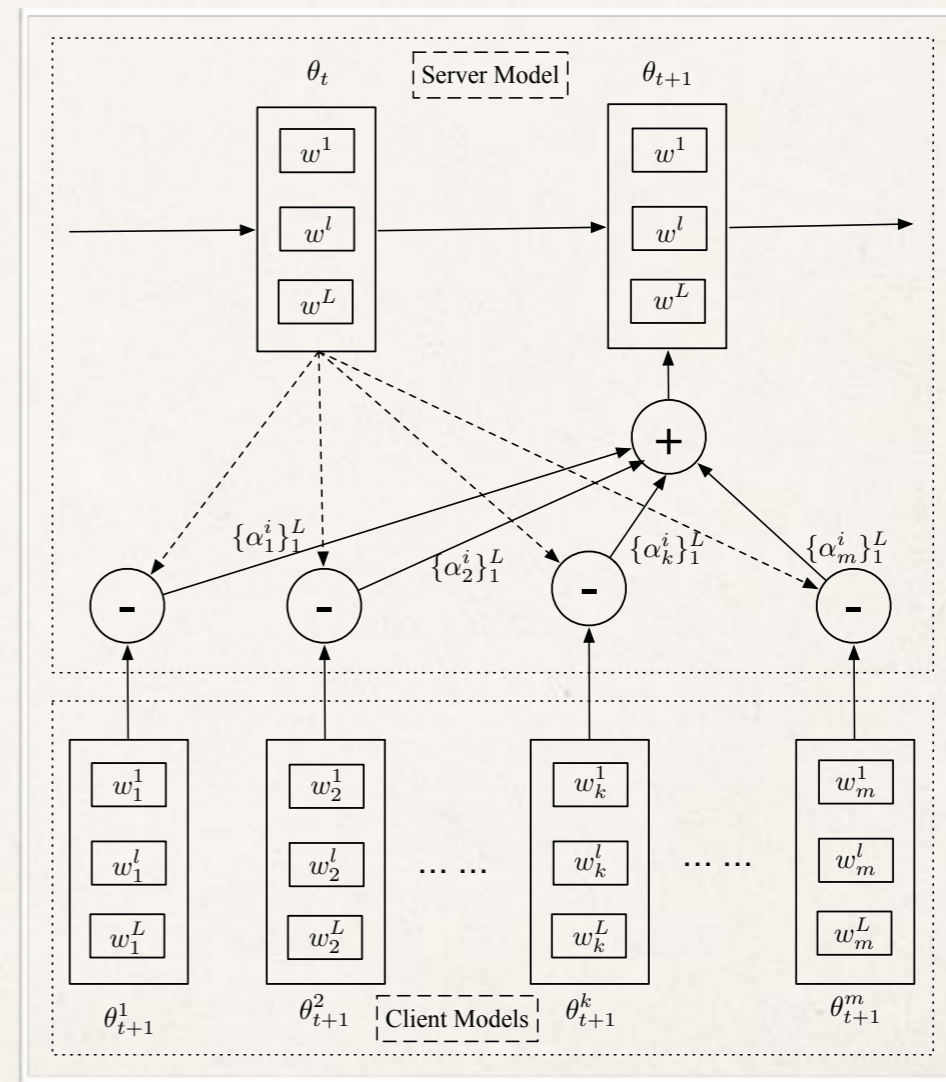 θ_t
Server Model
θ_{t+1}
w^1
w^1
w^l
w^l
w^L
w^L
+
{α_1^i}_1^L
{α_2^i}_1^L
{α_k^i}_1^L
{α_m^i}_1^L
-
-
-
-
w_1^1
w_2^1
w_k^1
w_m^1
w_1^l
w_2^l
... ...
w_k^l
... ...
w_m^l
w_1^L
w_2^L
w_k^L
w_m^L
θ_{t+1}^1
θ_{t+1}^2
Client Models
θ_{t+1}^k
θ_{t+1}^m